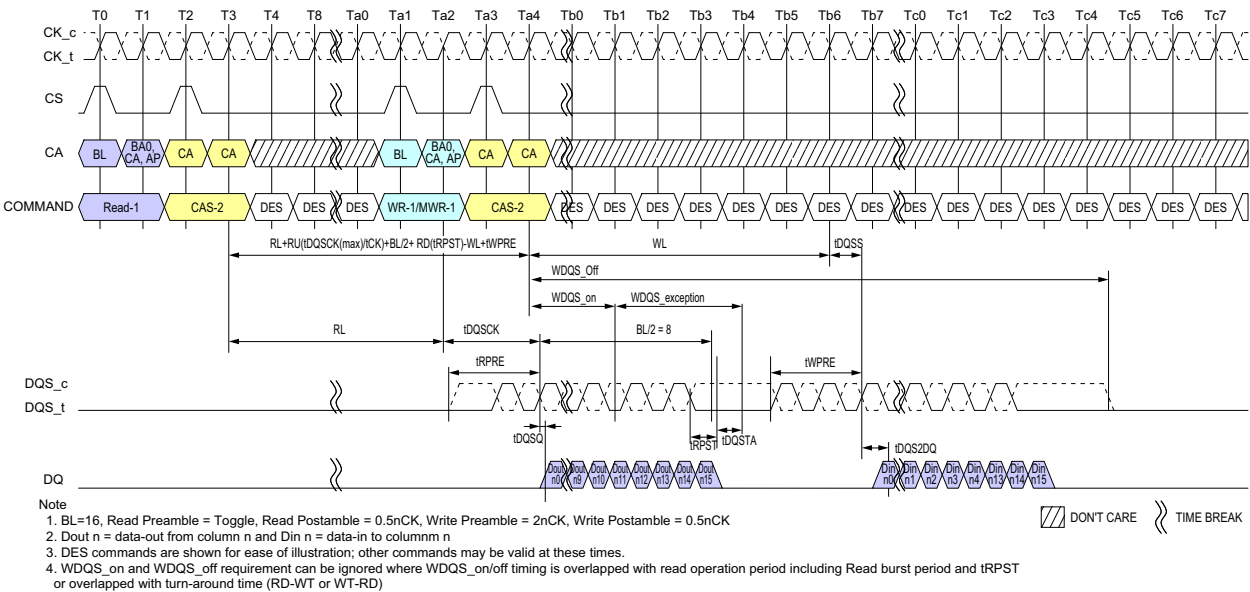 T0 T1 T2 T3 T4 T8 Ta0 Ta1 Ta2 Ta3 Ta4 Tb0 Tb1 Tb2 Tb3 Tb4 Tb5 Tb6 Tb7 Tc0 Tc1 Tc2 Tc3 Tc4 Tc5 Tc6 Tc7
CK_c
CK_t
CS
CA BL BA0, CA, AP CA CA BL BA0, CA, AP CA CA
COMMAND Read-1 CAS-2 DES DES DES WR-1/MWR-1 CAS-2 DES DES DES DES DES DES DES DES DES DES DES DES DES DES DES DES
RL+RU(tDQSCK(max)/tCK)+BL/2+ RD(tRPST)-WL+tWPRE WL tDQSS
WDQS_Off
WDQS_on WDQS_exception
RL tDQSCK BL/2 = 8
tRPRE tWPRE
DQS_c
DQS_t
tDQSQ tRPST tDQSTA tDQS2DQ
DQ Dout n0 Dout n9 Dout n10 Dout n11 Dout n12 Dout n13 Dout n14 Dout n15 Din n0 Din n1 Din n2 Din n3 Din n4 Din n13 Din n14 Din n15
Note
1. BL=16, Read Preamble = Toggle, Read Postamble = 0.5nCK, Write Preamble = 2nCK, Write Postamble = 0.5nCK
2. Dout n = data-out from column n and Din n = data-in to columnm n
3. DES commands are shown for ease of illustration; other commands may be valid at these times.
4. WDQS_on and WDQS_off requirement can be ignored where WDQS_on/off timing is overlapped with read operation period including Read burst period and tRPST
or overlapped with turn-around time (RD-WT or WT-RD)
DON'T CARE TIME BREAK